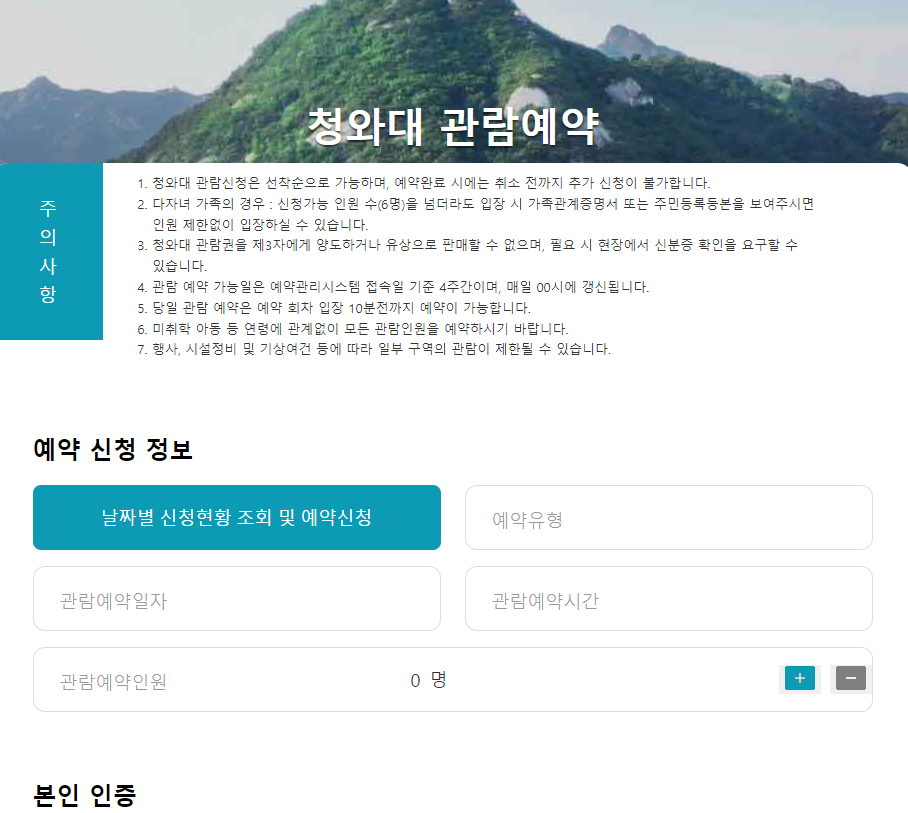 청와대 관람예약
주
의
사
항
1. 청와대 관람신청은 선착순으로 가능하며, 예약완료 시에는 취소 전까지 추가 신청이 불가합니다.
2. 다자녀 가족의 경우 : 신청가능 인원 수(6명)을 넘더라도 입장 시 가족관계증명서 또는 주민등록등본을 보여주시면
인원 제한없이 입장하실 수 있습니다.
3. 청와대 관람권을 제3자에게 양도하거나 유상으로 판매할 수 없으며, 필요 시 현장에서 신분증 확인을 요구할 수
있습니다.
4. 관람 예약 가능일은 예약관리시스템 접속일 기준 4주간이며, 매일 00시에 갱신됩니다.
5. 당일 관람 예약은 예약 회차 입장 10분전까지 예약이 가능합니다.
6. 미취학 아동 등 연령에 관계없이 모든 관람인원을 예약하시기 바랍니다.
7. 행사, 시설정비 및 기상여건 등에 따라 일부 구역의 관람이 제한될 수 있습니다.
예약 신청 정보
날짜별 신청현황 조회 및 예약신청
예약유형
관람예약일자
관람예약시간
관람예약인원 0 명 + −
본인 인증